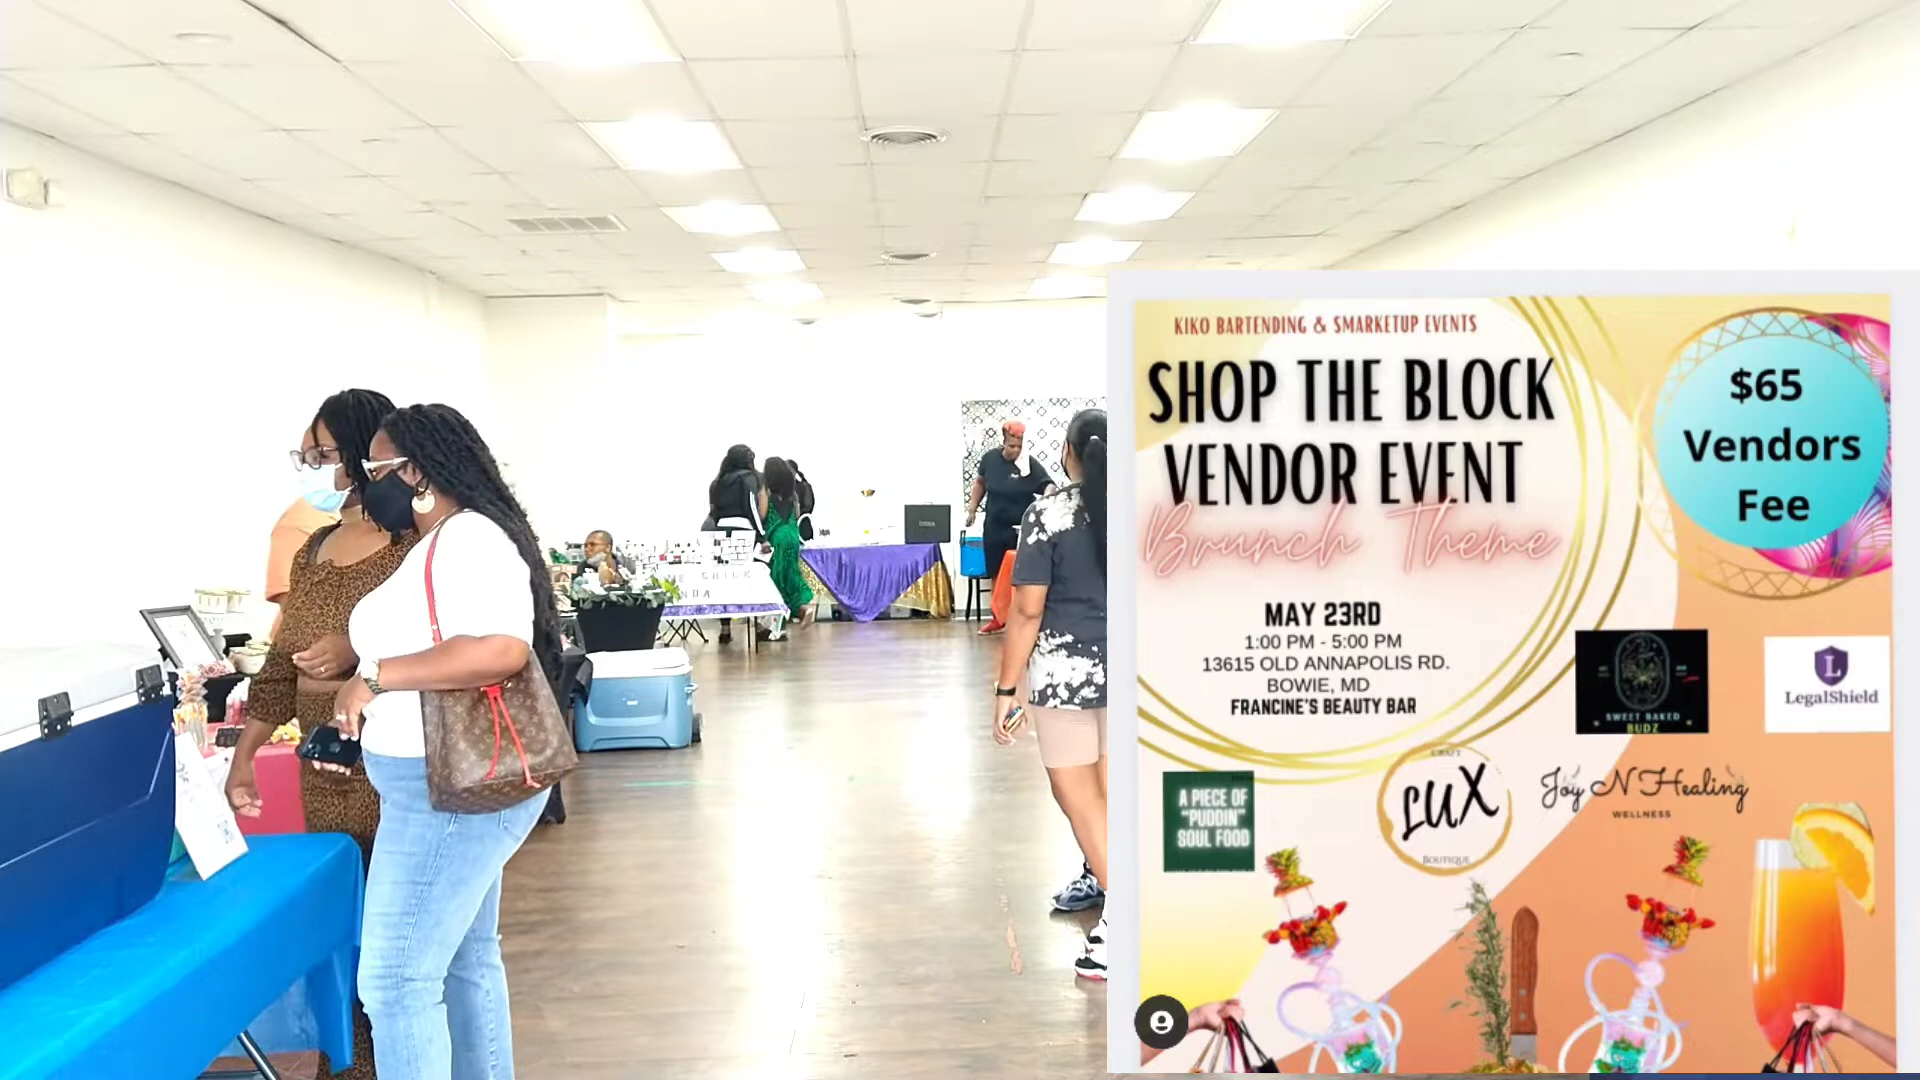 KIKO BARTENDING & SMARKETUP EVENTS
SHOP THE BLOCK
VENDOR EVENT
Brunch Theme
$65
Vendors
Fee
MAY 23RD
1:00 PM - 5:00 PM
13615 OLD ANNAPOLIS RD.
BOWIE, MD
FRANCINE'S BEAUTY BAR
SWEET BAKED
BUDZ
L
LegalShield
A PIECE OF
"PUDDIN"
SOUL FOOD
CRAFT
LUX
BOUTIQUE
Joy N Healing
WELLNESS